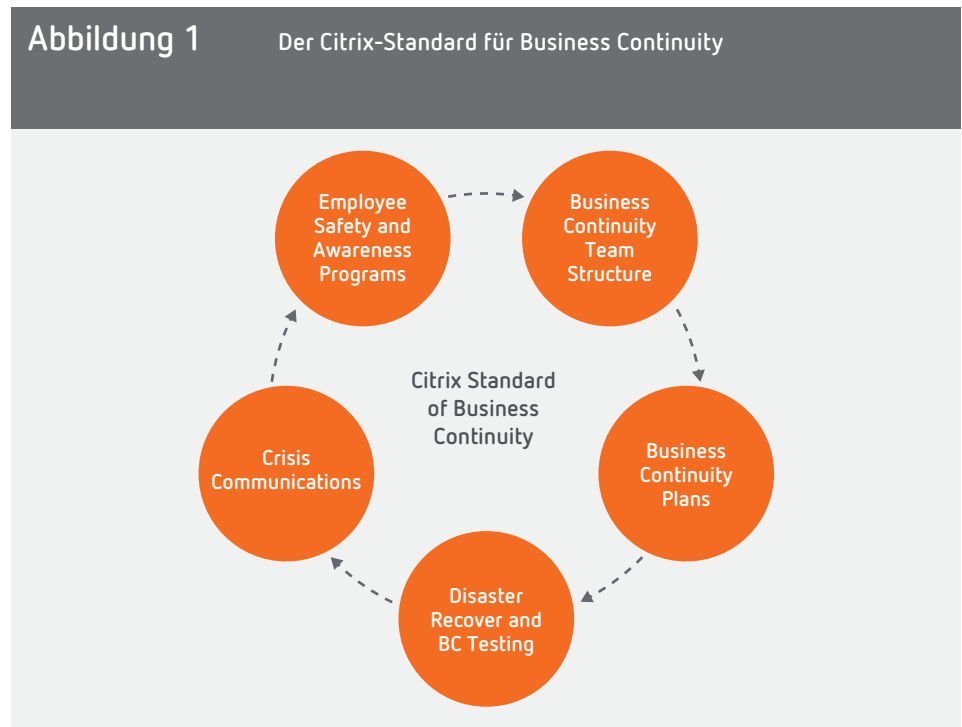 Abbildung 1
Der Citrix-Standard für Business Continuity
Employee
Safety and
Awareness
Programs
Business
Continuity
Team
Structure
Citrix Standard
of Business
Continuity
Crisis
Communications
Business
Continuity
Plans
Disaster
Recover and
BC Testing